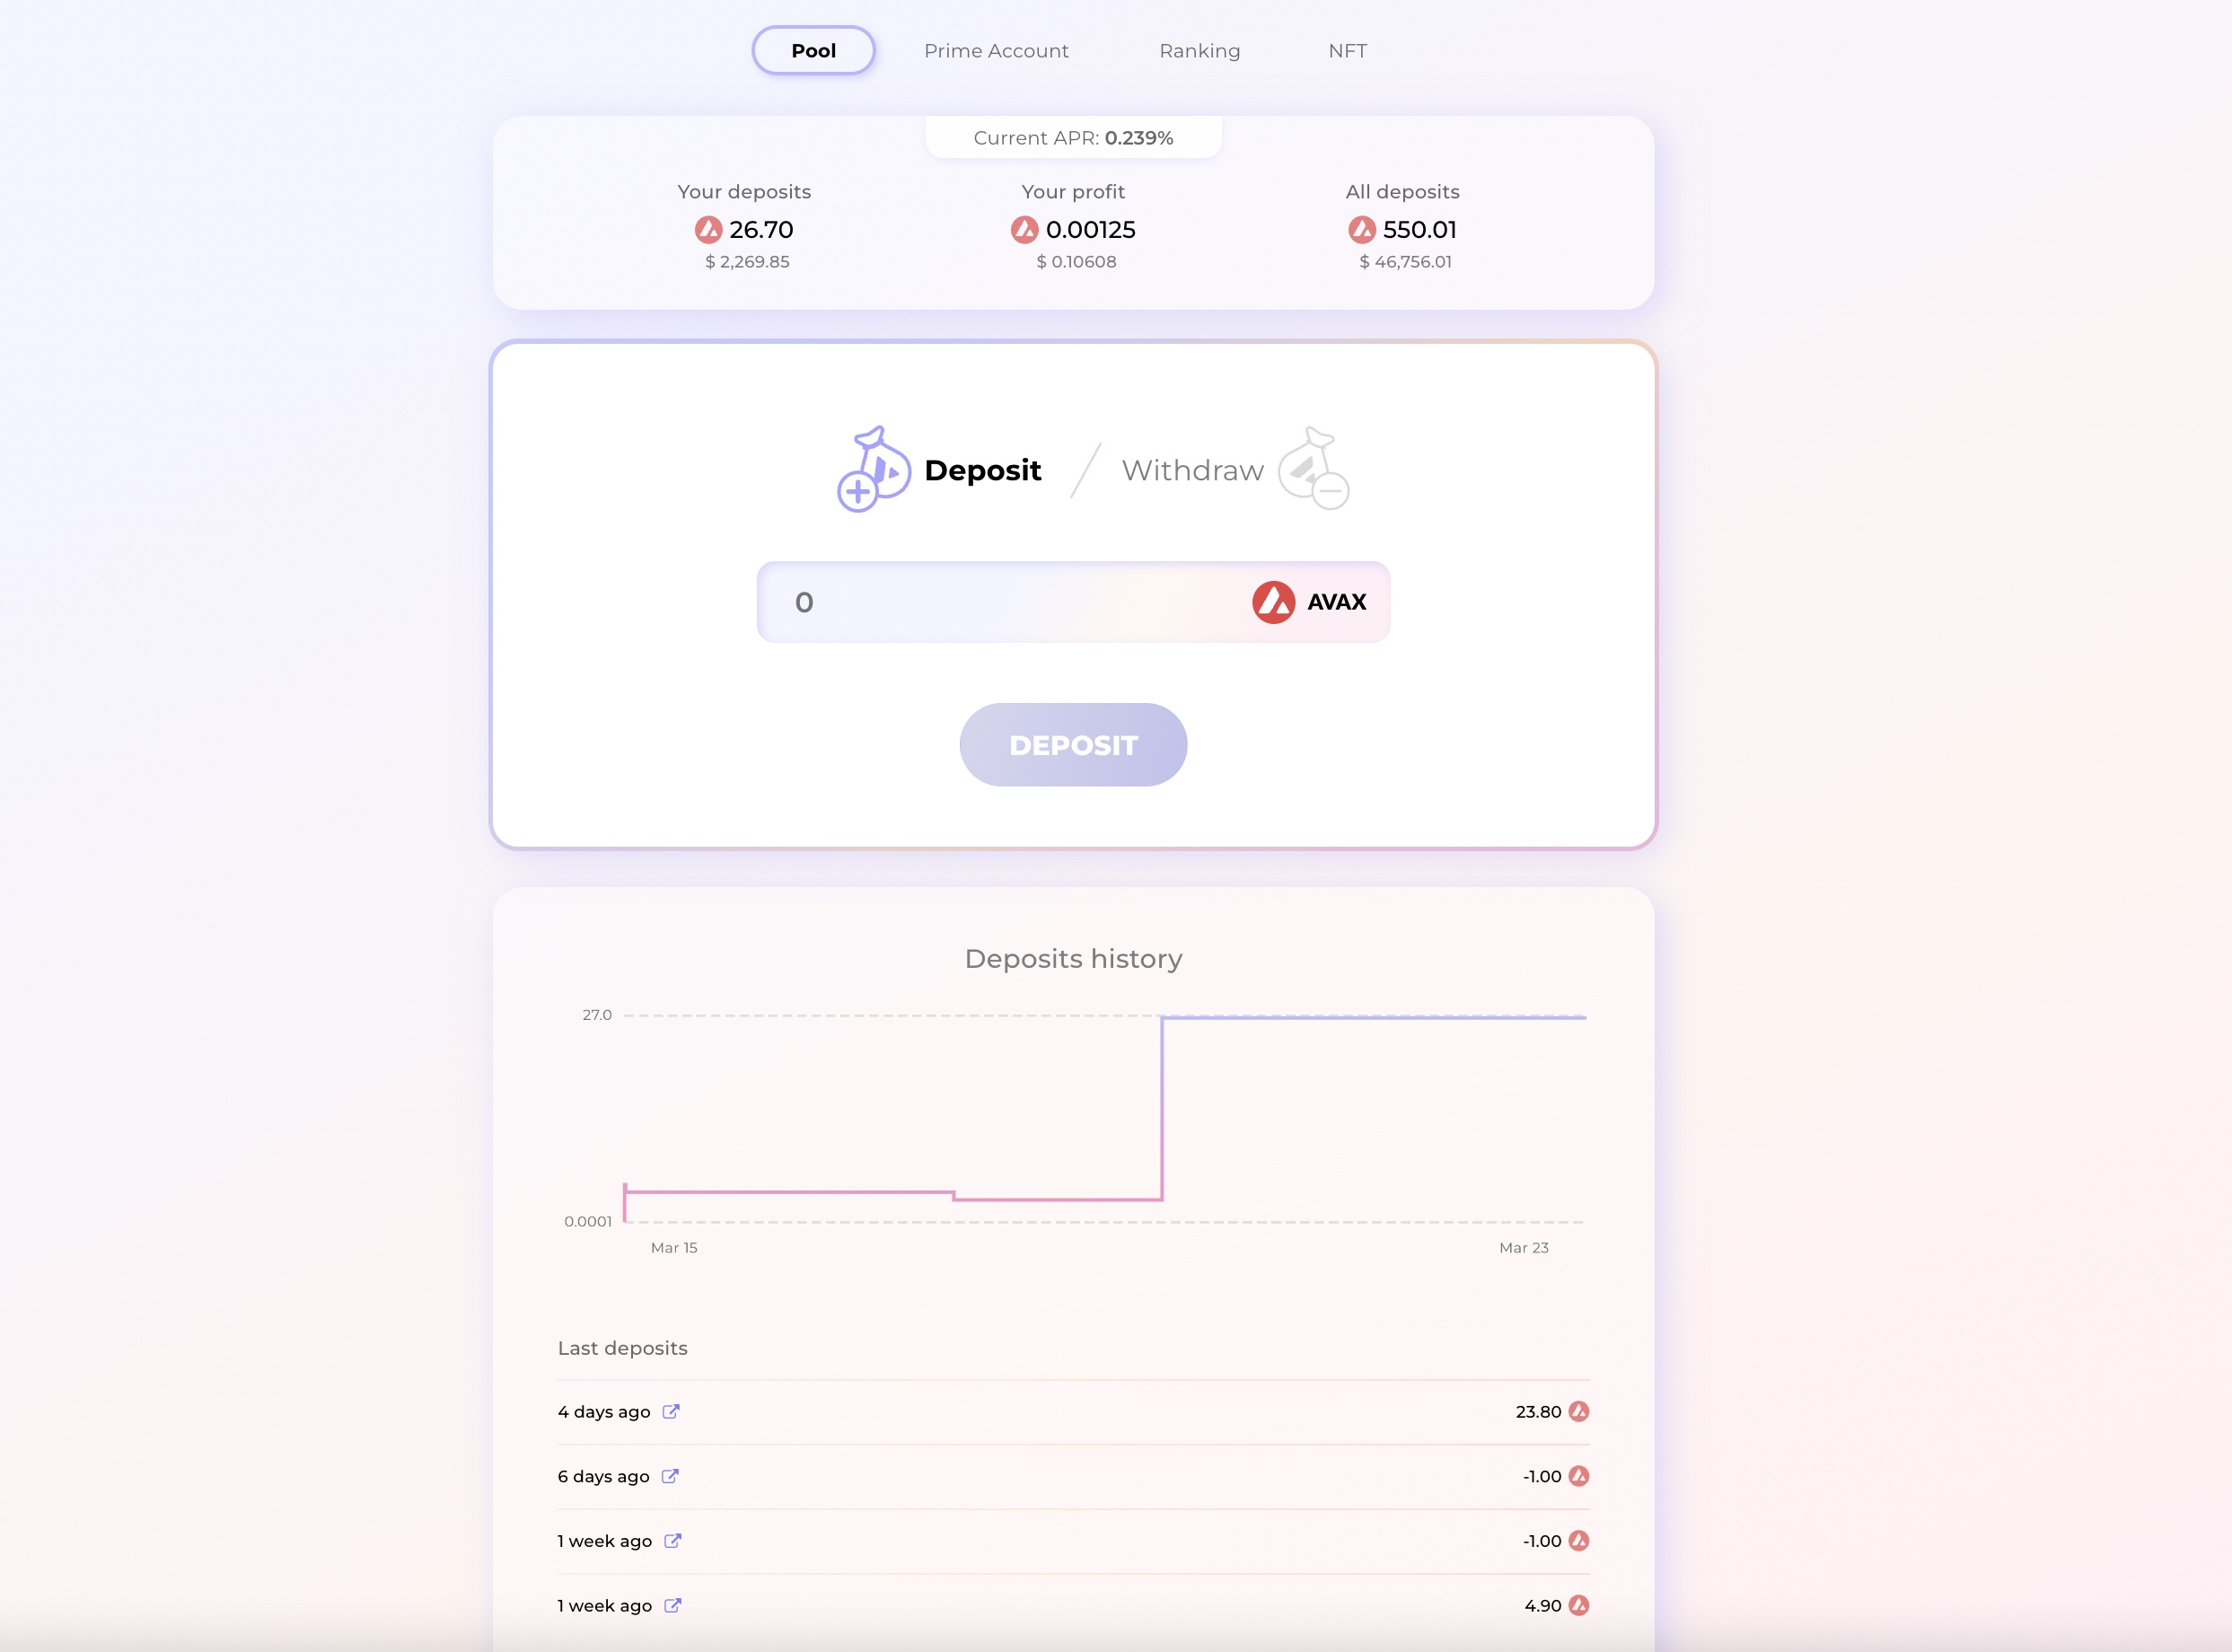 Pool Prime Account Ranking NFT
Current APR: 0.239%
Your deposits Your profit All deposits
26.70 0.00125 550.01
$ 2,269.85 $ 0.10608 $ 46,756.01
Deposit Withdraw
0 AVAX
DEPOSIT
Deposits history
27.0
0.0001
Mar 15 Mar 23
Last deposits
4 days ago 23.80
6 days ago -1.00
1 week ago -1.00
1 week ago 4.90